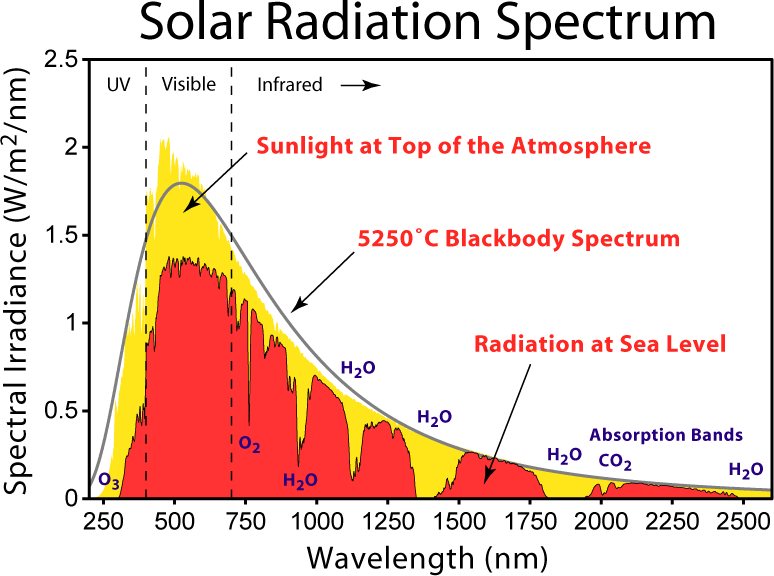 Solar Radiation Spectrum
Spectral Irradiance (W/m²/nm)
2.5
2
1.5
1
0.5
0
UV
Visible
Infrared
Sunlight at Top of the Atmosphere
5250˚C Blackbody Spectrum
Radiation at Sea Level
H₂O
H₂O
Absorption Bands
O₂
H₂O
CO₂
H₂O
O₃
H₂O
250 500 750 1000 1250 1500 1750 2000 2250 2500
Wavelength (nm)